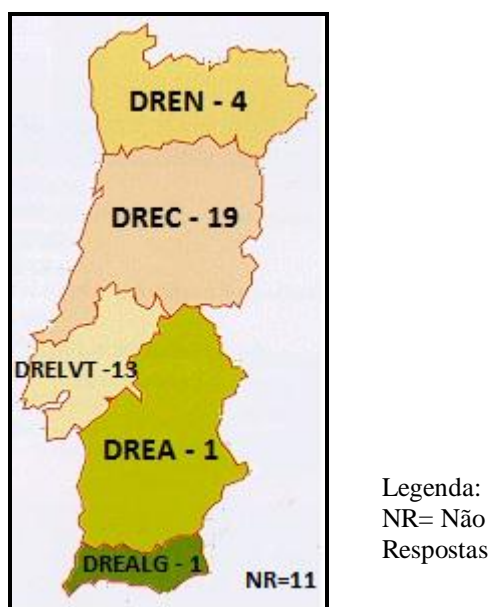 DREN - 4
DREC - 19
DRELVT -13
DREA - 1
DREALG - 1
NR=11
Legenda:
NR= Não
Respostas